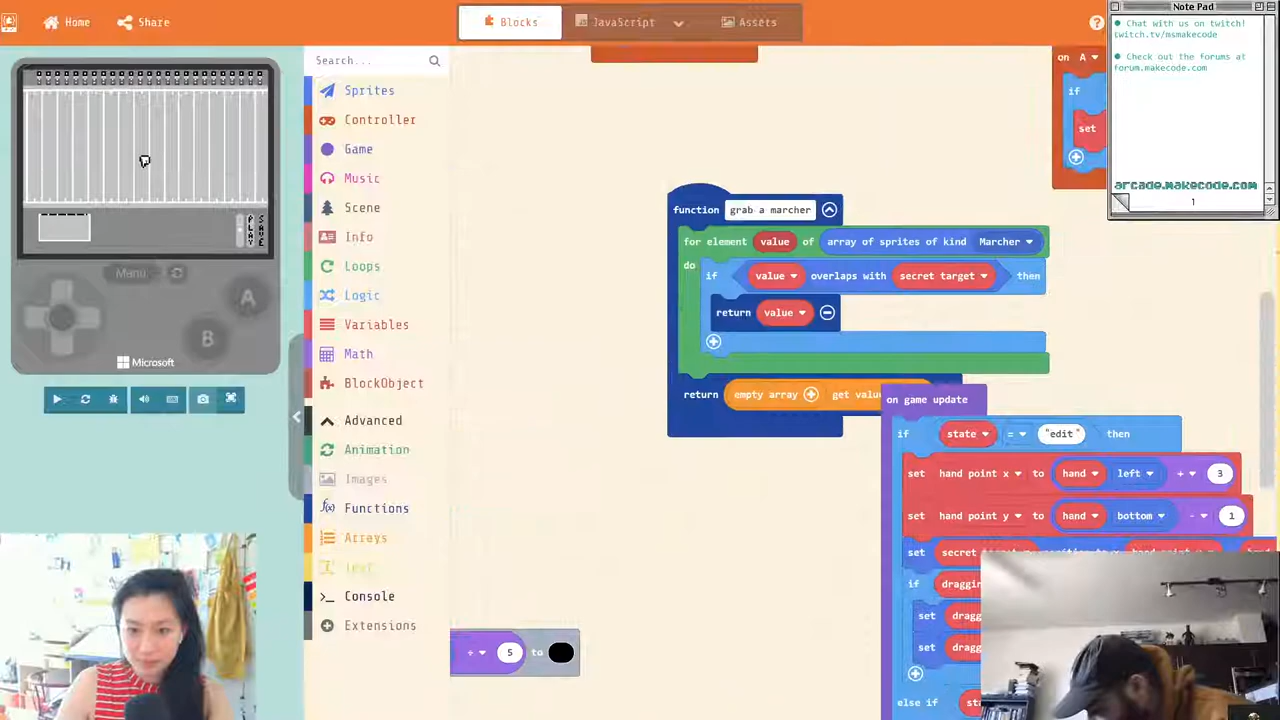 Home
Share
Blocks
JavaScript
Assets
?
Note Pad
Chat with us on twitch!
twitch.tv/msmakecode
Check out the forums at
forum.makecode.com
arcade.makecode.com
1
Search...
Sprites
Controller
Game
Music
Scene
Info
Loops
Logic
Variables
Math
BlockObject
Advanced
Animation
Images
Functions
Arrays
Text
Console
Extensions
PLAY
SAVE
Menu
A
B
Microsoft
on A
if
set
function grab a marcher
for element value of array of sprites of kind Marcher
do
if value overlaps with secret target then
return value
return empty array get value
on game update
if state = "edit" then
set hand point x to hand left + 3
set hand point y to hand bottom - 1
set
if
set
set
else if
÷ 5 to